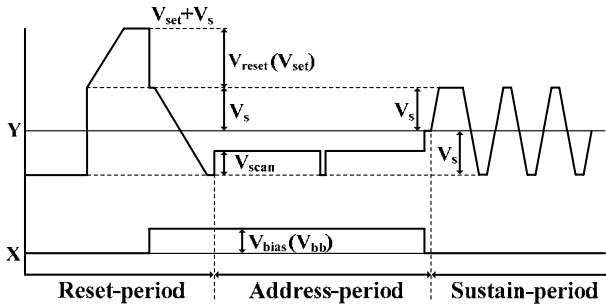 Vset+Vs
Vreset(Vset)
Vs
Vs
Y
Vs
Vscan
Vbias(Vbb)
X
Reset-period Address-period Sustain-period